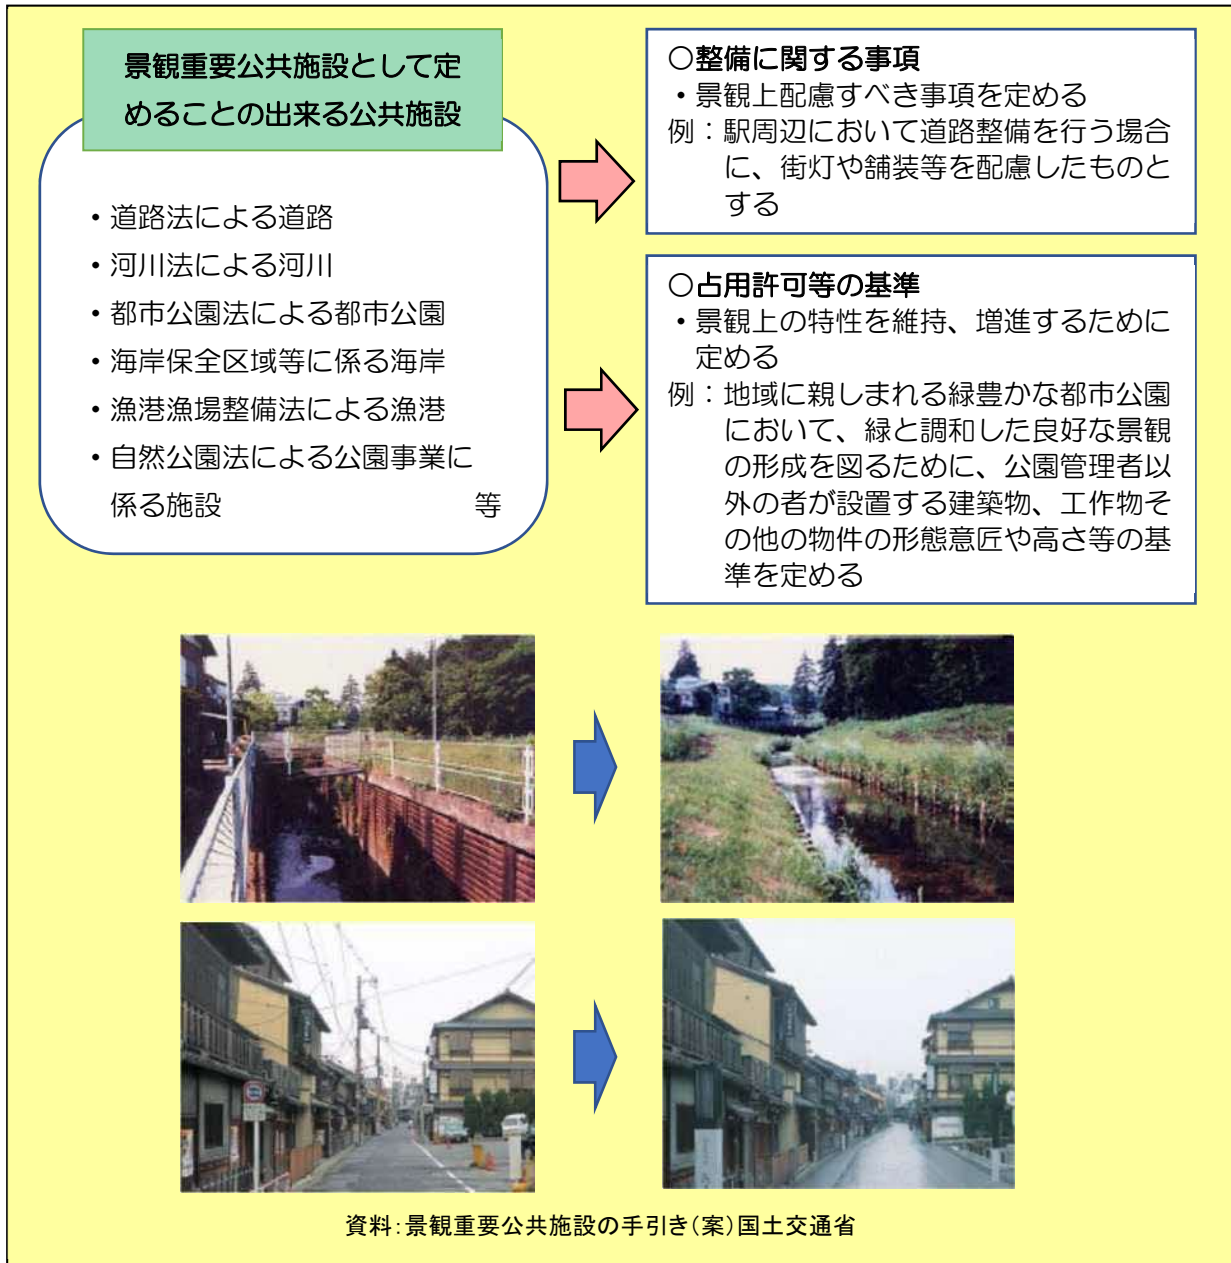 景観重要公共施設として定
めることの出来る公共施設
・道路法による道路
・河川法による河川
・都市公園法による都市公園
・海岸保全区域等に係る海岸
・漁港漁場整備法による漁港
・自然公園法による公園事業に
係る施設 等
○整備に関する事項
・景観上配慮すべき事項を定める
例：駅周辺において道路整備を行う場合
に、街灯や舗装等を配慮したものと
する
○占用許可等の基準
・景観上の特性を維持、増進するために
定める
例：地域に親しまれる緑豊かな都市公園
において、緑と調和した良好な景観
の形成を図るために、公園管理者以
外の者が設置する建築物、工作物そ
の他の物件の形態意匠や高さ等の基
準を定める
資料：景観重要公共施設の手引き（案）国土交通省